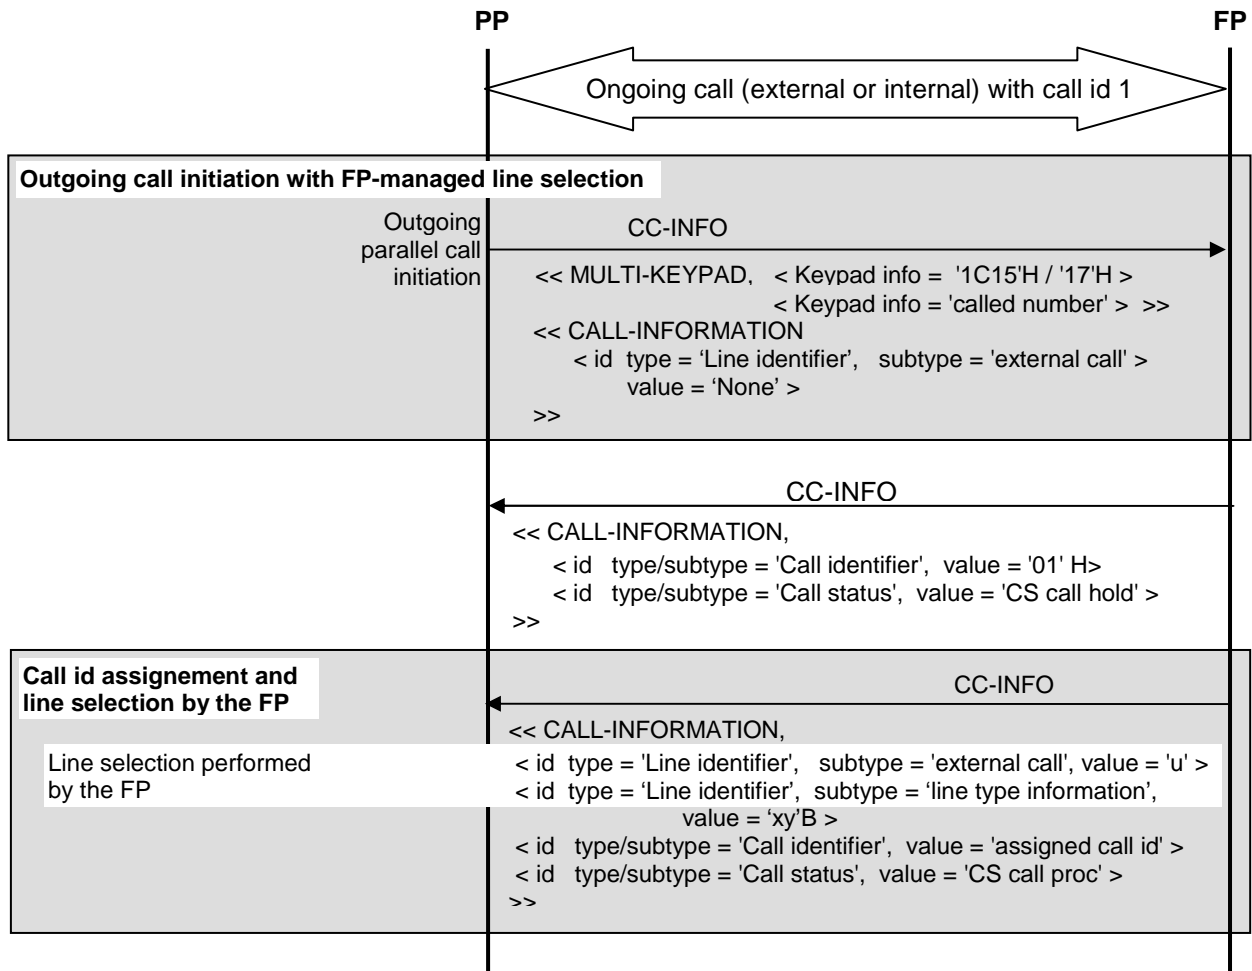 PP FP
Ongoing call (external or internal) with call id 1
Outgoing call initiation with FP-managed line selection
Outgoing
parallel call
initiation
CC-INFO
<< MULTI-KEYPAD, < Keypad info = '1C15'H / '17'H >
< Keypad info = 'called number' > >>
<< CALL-INFORMATION
< id type = ‘Line identifier’, subtype = 'external call' >
value = ‘None’ >
>>
CC-INFO
<< CALL-INFORMATION,
< id type/subtype = 'Call identifier', value = '01' H>
< id type/subtype = 'Call status', value = 'CS call hold' >
>>
Call id assignement and
line selection by the FP
CC-INFO
<< CALL-INFORMATION,
Line selection performed
by the FP
< id type = 'Line identifier', subtype = 'external call', value = 'u' >
< id type = ‘Line identifier’, subtype = ‘line type information’,
value = ‘xy’B >
< id type/subtype = 'Call identifier', value = 'assigned call id' >
< id type/subtype = 'Call status', value = 'CS call proc' >
>>